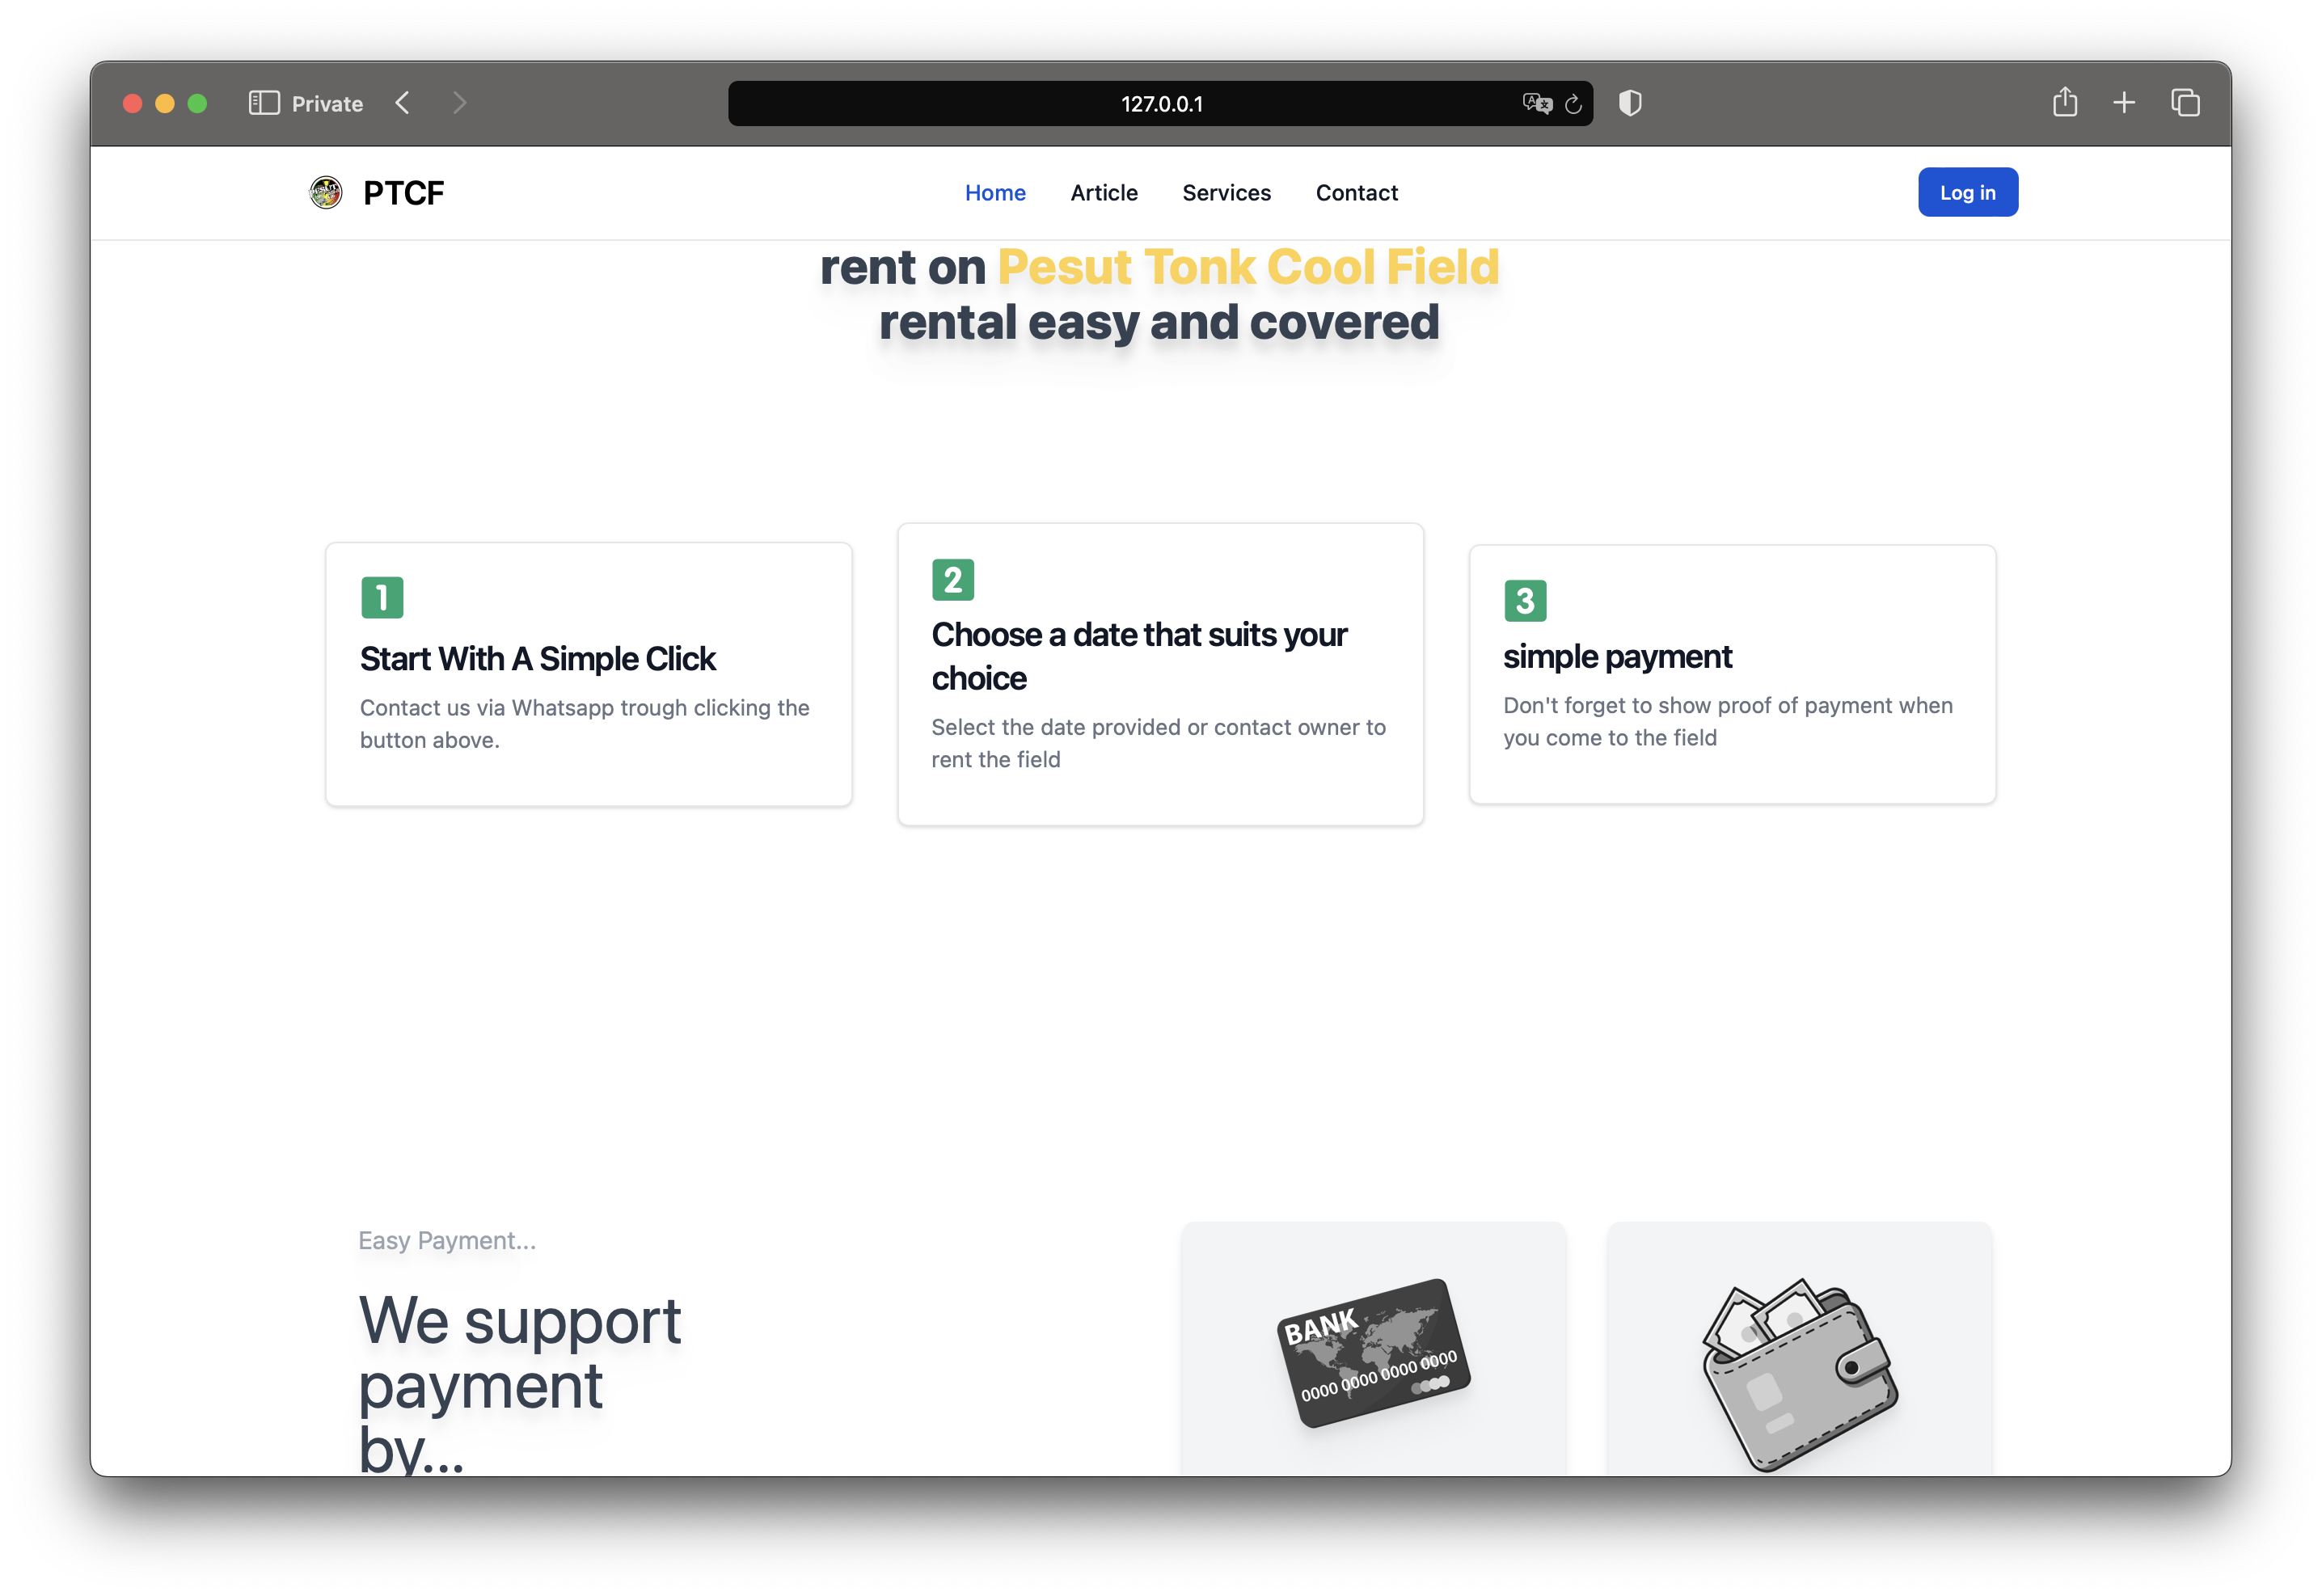 Private
127.0.0.1
PTCF
Home Article Services Contact
Log in
rent on Pesut Tonk Cool Field
rental easy and covered
1
Start With A Simple Click
Contact us via Whatsapp trough clicking the
button above.
2
Choose a date that suits your
choice
Select the date provided or contact owner to
rent the field
3
simple payment
Don't forget to show proof of payment when
you come to the field
Easy Payment...
We support
payment
by...
BANK
0000 0000 0000 0000